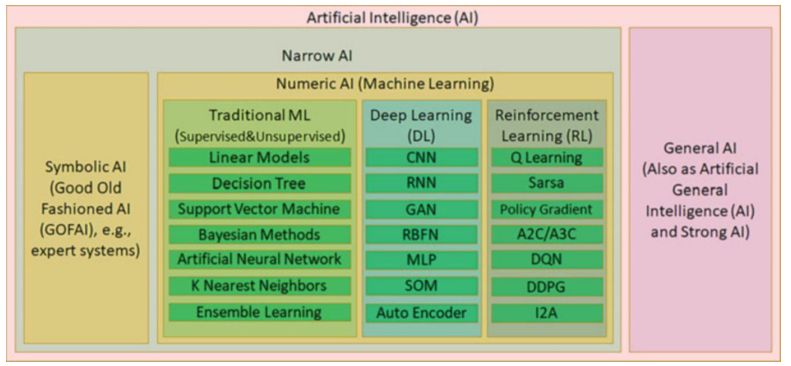 Artificial Intelligence (AI)
Narrow AI
Symbolic AI
(Good Old
Fashioned AI
(GOFAI), e.g.,
expert systems)
Numeric AI (Machine Learning)
Traditional ML
(Supervised&Unsupervised)
Linear Models
Decision Tree
Support Vector Machine
Bayesian Methods
Artificial Neural Network
K Nearest Neighbors
Ensemble Learning
Deep Learning
(DL)
CNN
RNN
GAN
RBFN
MLP
SOM
Auto Encoder
Reinforcement
Learning (RL)
Q Learning
Sarsa
Policy Gradient
A2C/A3C
DQN
DDPG
I2A
General AI
(Also as Artificial
General
Intelligence (AI)
and Strong AI)